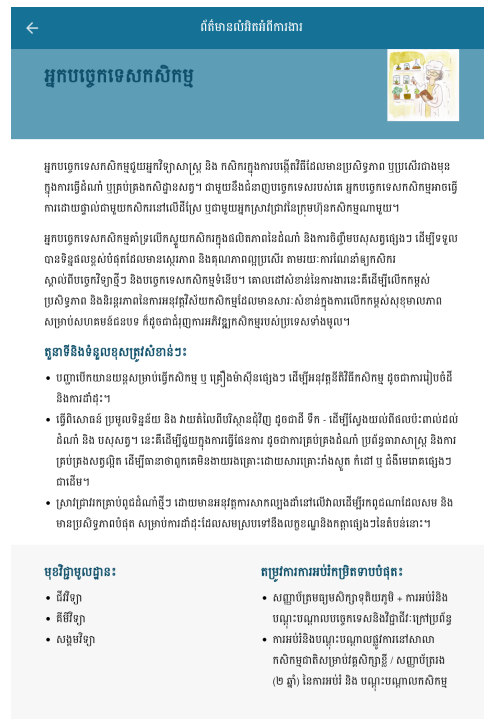 ព័ត៌មានលំអិតអំពីការងារ
អ្នកបច្ចេកទេសកសិកម្ម
អ្នកបច្ចេកទេសកសិកម្មជួយអ្នកវិទ្យាសាស្ត្រ និង កសិករក្នុងការបង្កើតវិធីដែលមានប្រសិទ្ធភាព ឬប្រសើរជាងមុន
ក្នុងការធ្វើដំណាំ ឬគ្រប់គ្រងកសិដ្ឋានសត្វ។ ជាមួយនឹងជំនាញបច្ចេកទេសរបស់គេ អ្នកបច្ចេកទេសកសិកម្មអាចធ្វើ
ការដោយផ្ទាល់ជាមួយកសិករនៅលើដីស្រែ ឬជាមួយអ្នកស្រាវជ្រាវនៃក្រុមហ៊ុនកសិកម្មណាមួយ។
អ្នកបច្ចេកទេសកសិកម្មគាំទ្រលើកស្ទួយកសិករក្នុងផលិតភាពនៃដំណាំ និងការចិញ្ចឹមបសុសត្វផ្សេងៗ ដើម្បីទទួល
បានទិន្នផលខ្ពស់បំផុតដែលមានស្ថេរភាព និងគុណភាពល្អប្រសើរ តាមរយៈការណែនាំឲ្យកសិករ
ស្គាល់ពីបច្ចេកវិទ្យាថ្មីៗ និងបច្ចេកទេសកសិកម្មទំនើប។ គោលដៅសំខាន់នៃការងារនេះគឺដើម្បីលើកកម្ពស់
ប្រសិទ្ធភាព និងនិរន្តរភាពនៃការអនុវត្តវិស័យកសិកម្មដែលមានសារៈសំខាន់ក្នុងការលើកកម្ពស់សុខុមាលភាព
សម្រាប់សហគមន៍ជនបទ ក៏ដូចជាជំរុញការអភិវឌ្ឍកសិកម្មរបស់ប្រទេសទាំងមូល។
តួនាទីនិងទំនួលខុសត្រូវសំខាន់ៗ៖
• បញ្ជាបើកយានយន្តសម្រាប់ធ្វើកសិកម្ម ឬ គ្រឿងម៉ាស៊ីនផ្សេងៗ ដើម្បីអនុវត្តនីតិវិធីកសិកម្ម ដូចជាការរៀបចំដី
និងការដាំដុះ។
• ធ្វើពិសោធន៍ ប្រមូលទិន្នន័យ និង វាយតំលៃពីបរិស្ថានជុំវិញ ដូចជាដី ទឹក - ដើម្បីស្វែងយល់ពីផលប៉ះពាល់ដល់
ដំណាំ និង បសុសត្វ។ នេះគឺដើម្បីជួយក្នុងការធ្វើផែនការ ដូចជាការគ្រប់គ្រងដំណាំ ប្រព័ន្ធធារាសាស្ត្រ និងការ
គ្រប់គ្រងសត្វល្អិត ដើម្បីធានាថាពួកគេមិនងាយរងគ្រោះដោយសារគ្រោះរាំងស្ងួត កំដៅ ឬ ជំងឺមេរោគផ្សេងៗ
ជាដើម។
• ស្រាវជ្រាវរកគ្រាប់ពូជដំណាំថ្មីៗ ដោយមានអនុវត្តការសាកល្បងដាំនៅលើវាលដើម្បីរកពូជណាដែលសម និង
មានប្រសិទ្ធភាពបំផុត សម្រាប់ការដាំដុះដែលសមស្របទៅនឹងលក្ខខណ្ឌនិងកត្តាផ្សេងៗនៃតំបន់នោះ។
មុខវិជ្ជាមូលដ្ឋាន៖
• ជីវវិទ្យា
• គីមីវិទ្យា
• សង្គមវិទ្យា
តម្រូវការការអប់រំកម្រិតទាបបំផុត៖
• សញ្ញាប័ត្រមធ្យមសិក្សាទុតិយភូមិ + ការអប់រំនិង
បណ្តុះបណ្តាលបច្ចេកទេសនិងវិជ្ជាជីវៈក្រៅប្រព័ន្ធ
• ការអប់រំនិងបណ្តុះបណ្តាលផ្លូវការនៅសាលា
កសិកម្មជាតិសម្រាប់វគ្គសិក្សាខ្លី / សញ្ញាប័ត្ររង
(២ ឆ្នាំ) នៃការអប់រំ និង បណ្តុះបណ្តាលកសិកម្ម